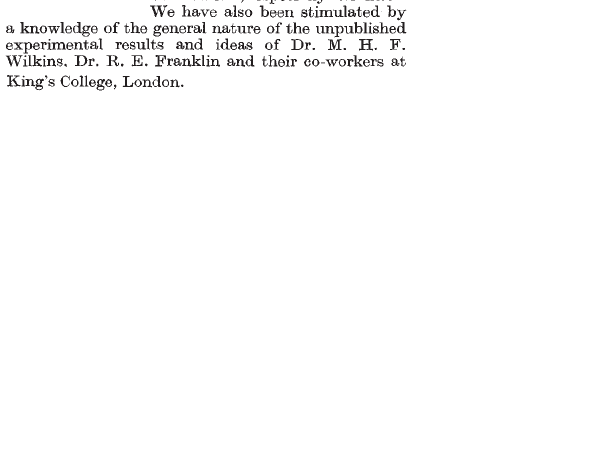 We have also been stimulated by
a knowledge of the general nature of the unpublished
experimental results and ideas of Dr. M. H. F.
Wilkins, Dr. R. E. Franklin and their co-workers at
King's College, London.